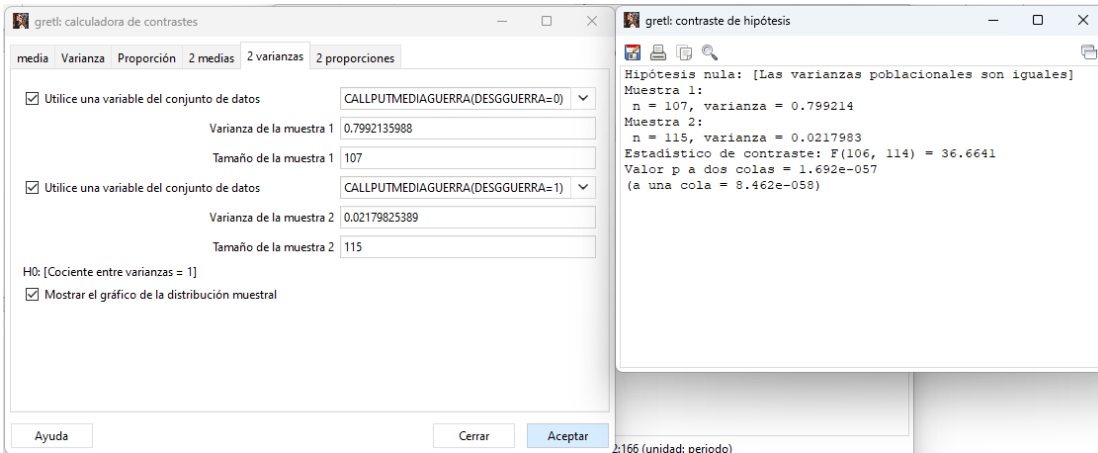 gretl: calculadora de contrastes
media Varianza Proporción 2 medias 2 varianzas 2 proporciones
Utilice una variable del conjunto de datos CALLPUTMEDIAGUERRA(DESGGUERRA=0)
Varianza de la muestra 1 0.7992135988
Tamaño de la muestra 1 107
Utilice una variable del conjunto de datos CALLPUTMEDIAGUERRA(DESGGUERRA=1)
Varianza de la muestra 2 0.02179825389
Tamaño de la muestra 2 115
H0: [Cociente entre varianzas = 1]
Mostrar el gráfico de la distribución muestral
Ayuda Cerrar Aceptar
gretl: contraste de hipótesis
Hipótesis nula: [Las varianzas poblacionales son iguales]
Muestra 1:
n = 107, varianza = 0.799214
Muestra 2:
n = 115, varianza = 0.0217983
Estadístico de contraste: F(106, 114) = 36.6641
Valor p a dos colas = 1.692e-057
(a una cola = 8.462e-058)
2:166 (unidad: periodo)